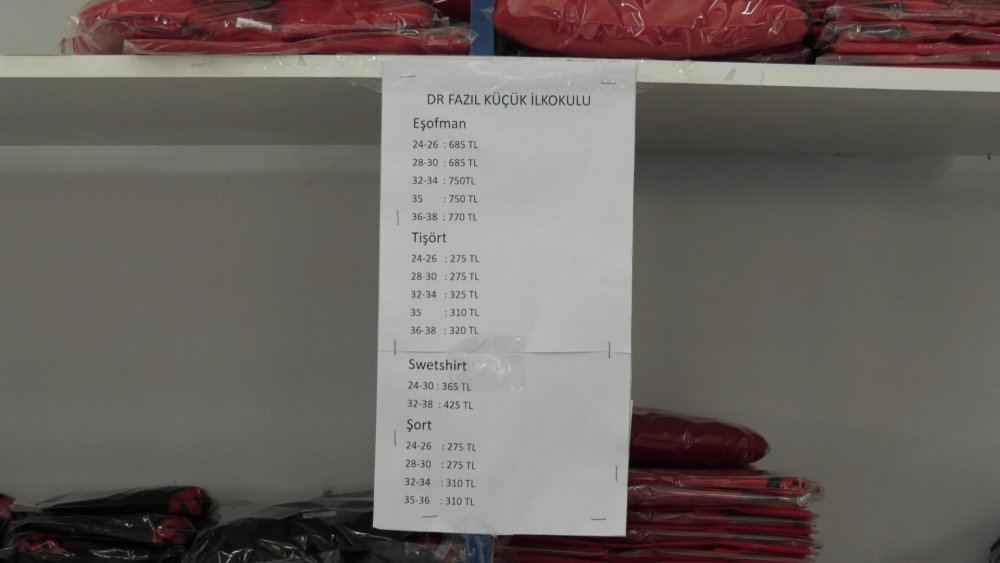 DR FAZIL KÜÇÜK İLKOKULU
Eşofman
24-26 : 685 TL
28-30 : 685 TL
32-34 : 750TL
35 : 750 TL
36-38 : 770 TL
Tişört
24-26 : 275 TL
28-30 : 275 TL
32-34 : 325 TL
35 : 310 TL
36-38 : 320 TL
Swetshirt
24-30 : 365 TL
32-38 : 425 TL
Şort
24-26 : 275 TL
28-30 : 275 TL
32-34 : 310 TL
35-36 : 310 TL